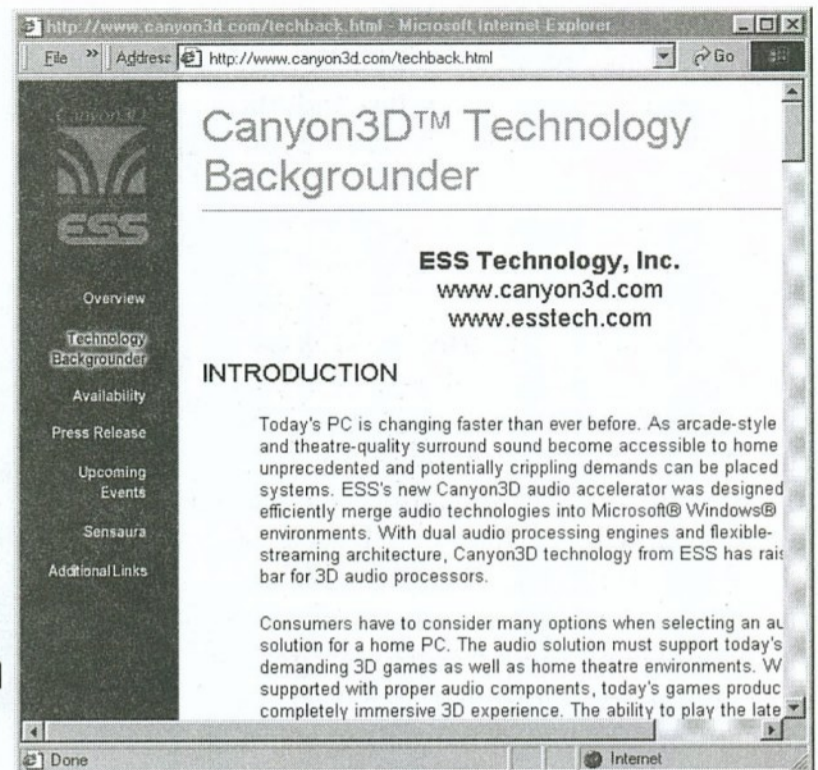 http://www.canyon3d.com/techback.html - Microsoft Internet Explorer
File » Address http://www.canyon3d.com/techback.html Go
Canyon3D
ESS
Overview
Technology
Backgrounder
Availability
Press Release
Upcoming
Events
Sensaura
Additional Links
Canyon3D™ Technology
Backgrounder
ESS Technology, Inc.
www.canyon3d.com
www.esstech.com
INTRODUCTION
Today's PC is changing faster than ever before. As arcade-style
and theatre-quality surround sound become accessible to home
unprecedented and potentially crippling demands can be placed
systems. ESS's new Canyon3D audio accelerator was designed
efficiently merge audio technologies into Microsoft® Windows®
environments. With dual audio processing engines and flexible-
streaming architecture, Canyon3D technology from ESS has rais
bar for 3D audio processors.
Consumers have to consider many options when selecting an au
solution for a home PC. The audio solution must support today's
demanding 3D games as well as home theatre environments. W
supported with proper audio components, today's games produc
completely immersive 3D experience. The ability to play the late
Done
Internet